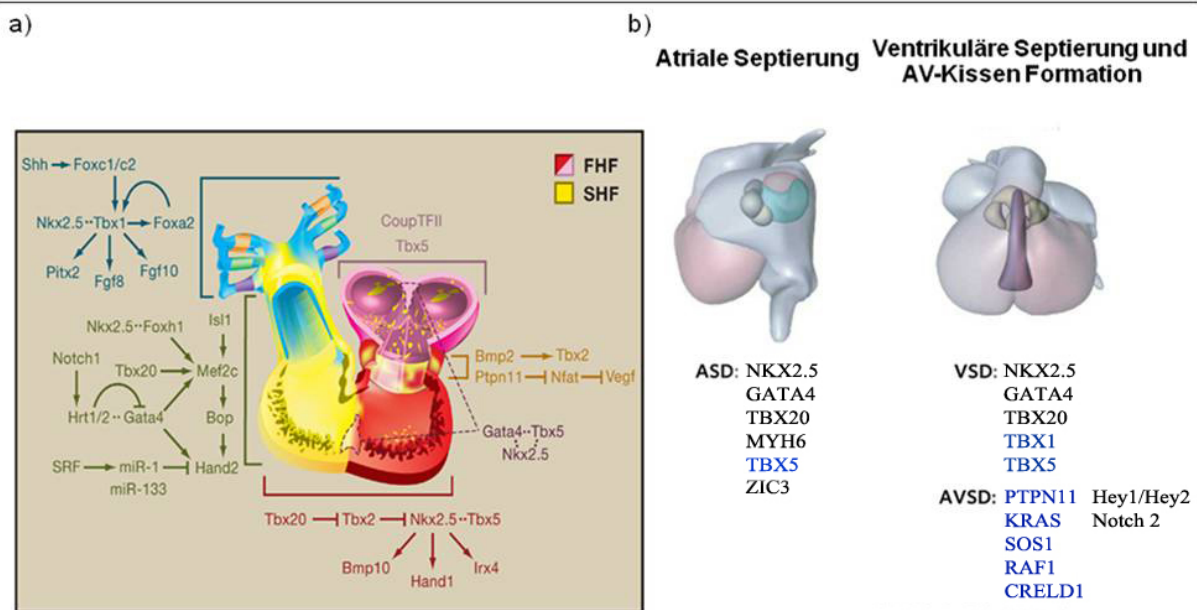 a)
Shh → Foxc1/c2
Nkx2.5··Tbx1 → Foxa2
Pitx2
Fgf8
Fgf10
FHF
SHF
CoupTFII
Tbx5
Nkx2.5··Foxh1
Isl1
Notch1
Tbx20
Mef2c
Hrt1/2··Gata4
Bop
SRF → miR-1
Hand2
miR-133
Bmp2 → Tbx2
Ptpn11 ⊣ Nfat ⊣ Vegf
Gata4··Tbx5
Nkx2.5
Tbx20 ⊣ Tbx2 ⊣ Nkx2.5··Tbx5
Bmp10
Hand1
Irx4
b)
Atriale Septierung
Ventrikuläre Septierung und
AV-Kissen Formation
ASD: NKX2.5
GATA4
TBX20
MYH6
TBX5
ZIC3
VSD: NKX2.5
GATA4
TBX20
TBX1
TBX5
AVSD: PTPN11 Hey1/Hey2
KRAS Notch 2
SOS1
RAF1
CRELD1